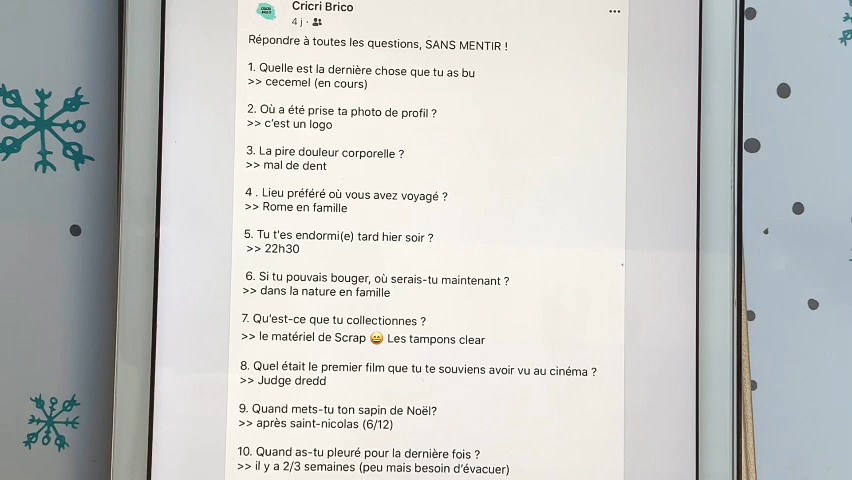 Cricri Brico
4 j ·
Répondre à toutes les questions, SANS MENTIR !
1. Quelle est la dernière chose que tu as bu
>> cecemel (en cours)
2. Où a été prise ta photo de profil ?
>> c'est un logo
3. La pire douleur corporelle ?
>> mal de dent
4 . Lieu préféré où vous avez voyagé ?
>> Rome en famille
5. Tu t'es endormi(e) tard hier soir ?
>> 22h30
6. Si tu pouvais bouger, où serais-tu maintenant ?
>> dans la nature en famille
7. Qu'est-ce que tu collectionnes ?
>> le matériel de Scrap 😄 Les tampons clear
8. Quel était le premier film que tu te souviens avoir vu au cinéma ?
>> Judge dredd
9. Quand mets-tu ton sapin de Noël?
>> après saint-nicolas (6/12)
10. Quand as-tu pleuré pour la dernière fois ?
>> il y a 2/3 semaines (peu mais besoin d'évacuer)